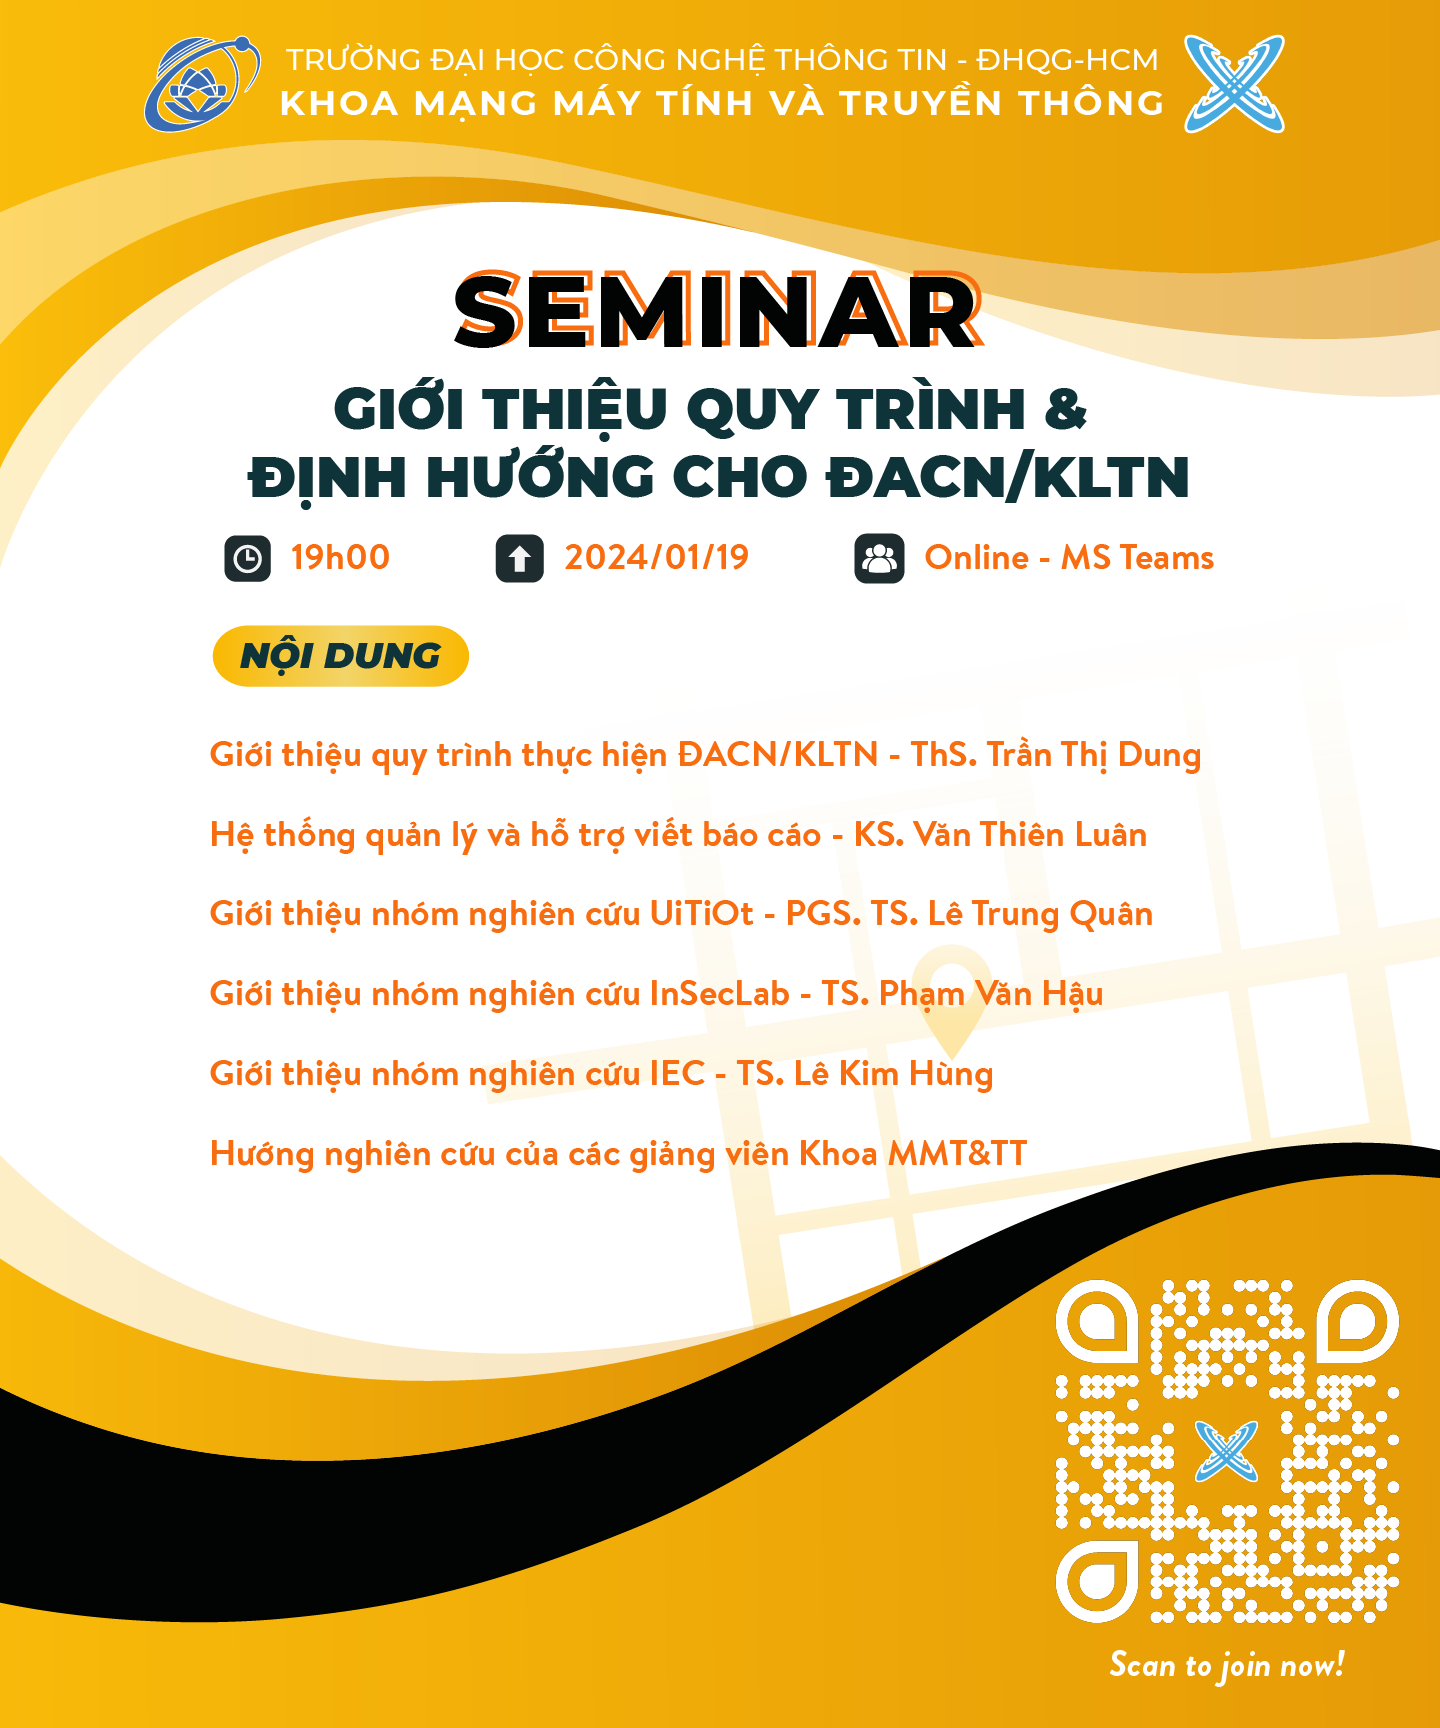 TRƯỜNG ĐẠI HỌC CÔNG NGHỆ THÔNG TIN - ĐHQG-HCM
KHOA MẠNG MÁY TÍNH VÀ TRUYỀN THÔNG
SEMINAR
GIỚI THIỆU QUY TRÌNH &
ĐỊNH HƯỚNG CHO ĐACN/KLTN
19h00 2024/01/19 Online - MS Teams
NỘI DUNG
Giới thiệu quy trình thực hiện ĐACN/KLTN - ThS. Trần Thị Dung
Hệ thống quản lý và hỗ trợ viết báo cáo - KS. Văn Thiên Luân
Giới thiệu nhóm nghiên cứu UiTiOt - PGS. TS. Lê Trung Quân
Giới thiệu nhóm nghiên cứu InSecLab - TS. Phạm Văn Hậu
Giới thiệu nhóm nghiên cứu IEC - TS. Lê Kim Hùng
Hướng nghiên cứu của các giảng viên Khoa MMT&TT
Scan to join now!